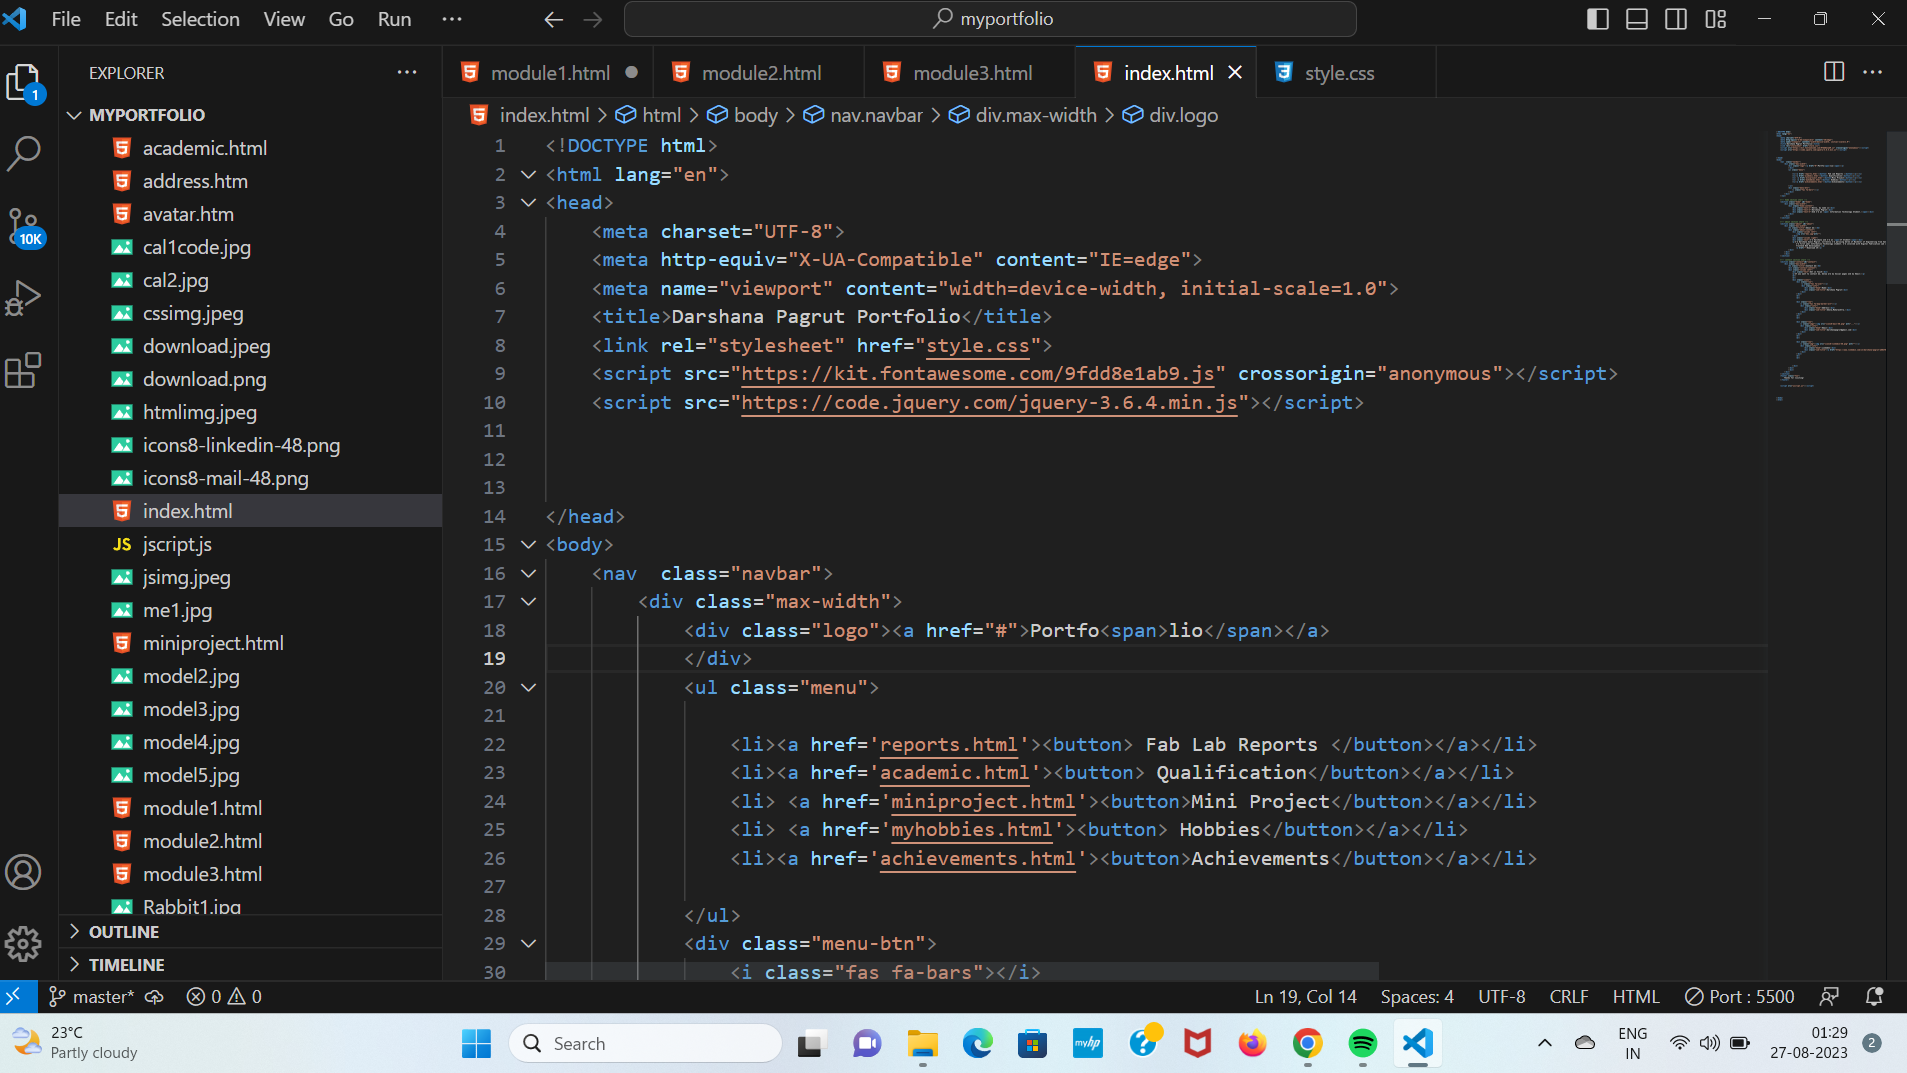 File Edit Selection View Go Run ··· myportfolio
EXPLORER ···
MYPORTFOLIO
academic.html
address.htm
avatar.htm
cal1code.jpg
cal2.jpg
cssimg.jpeg
download.jpeg
download.png
htmlimg.jpeg
icons8-linkedin-48.png
icons8-mail-48.png
index.html
JS jscript.js
jsimg.jpeg
me1.jpg
miniproject.html
model2.jpg
model3.jpg
model4.jpg
model5.jpg
module1.html
module2.html
module3.html
Rabbit1.jpg
OUTLINE
TIMELINE
1
10K
module1.html module2.html module3.html index.html style.css
index.html > html > body > nav.navbar > div.max-width > div.logo
1 <!DOCTYPE html>
2 <html lang="en">
3 <head>
4 <meta charset="UTF-8">
5 <meta http-equiv="X-UA-Compatible" content="IE=edge">
6 <meta name="viewport" content="width=device-width, initial-scale=1.0">
7 <title>Darshana Pagrut Portfolio</title>
8 <link rel="stylesheet" href="style.css">
9 <script src="https://kit.fontawesome.com/9fdd8e1ab9.js" crossorigin="anonymous"></script>
10 <script src="https://code.jquery.com/jquery-3.6.4.min.js"></script>
11
12
13
14 </head>
15 <body>
16 <nav  class="navbar">
17 <div class="max-width">
18 <div class="logo"><a href="#">Portfo<span>lio</span></a>
19 </div>
20 <ul class="menu">
21
22 <li><a href='reports.html'><button> Fab Lab Reports </button></a></li>
23 <li><a href='academic.html'><button> Qualification</button></a></li>
24 <li> <a href='miniproject.html'><button>Mini Project</button></a></li>
25 <li> <a href='myhobbies.html'><button> Hobbies</button></a></li>
26 <li><a href='achievements.html'><button>Achievements</button></a></li>
27
28 </ul>
29 <div class="menu-btn">
30 <i class="fas fa-bars"></i>
master* 0 0 Ln 19, Col 14 Spaces: 4 UTF-8 CRLF HTML Port : 5500
23°C
Partly cloudy
Search
myhp
ENG
IN
01:29
27-08-2023
2